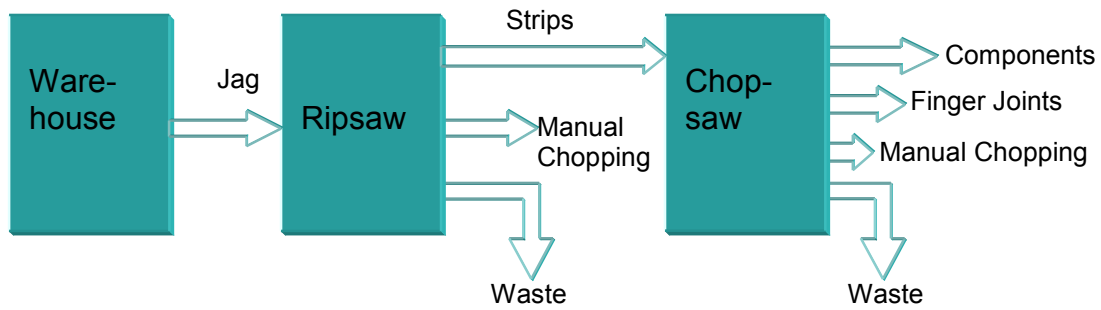 Ware-
house
Jag
Ripsaw
Strips
Manual
Chopping
Waste
Chop-
saw
Components
Finger Joints
Manual Chopping
Waste